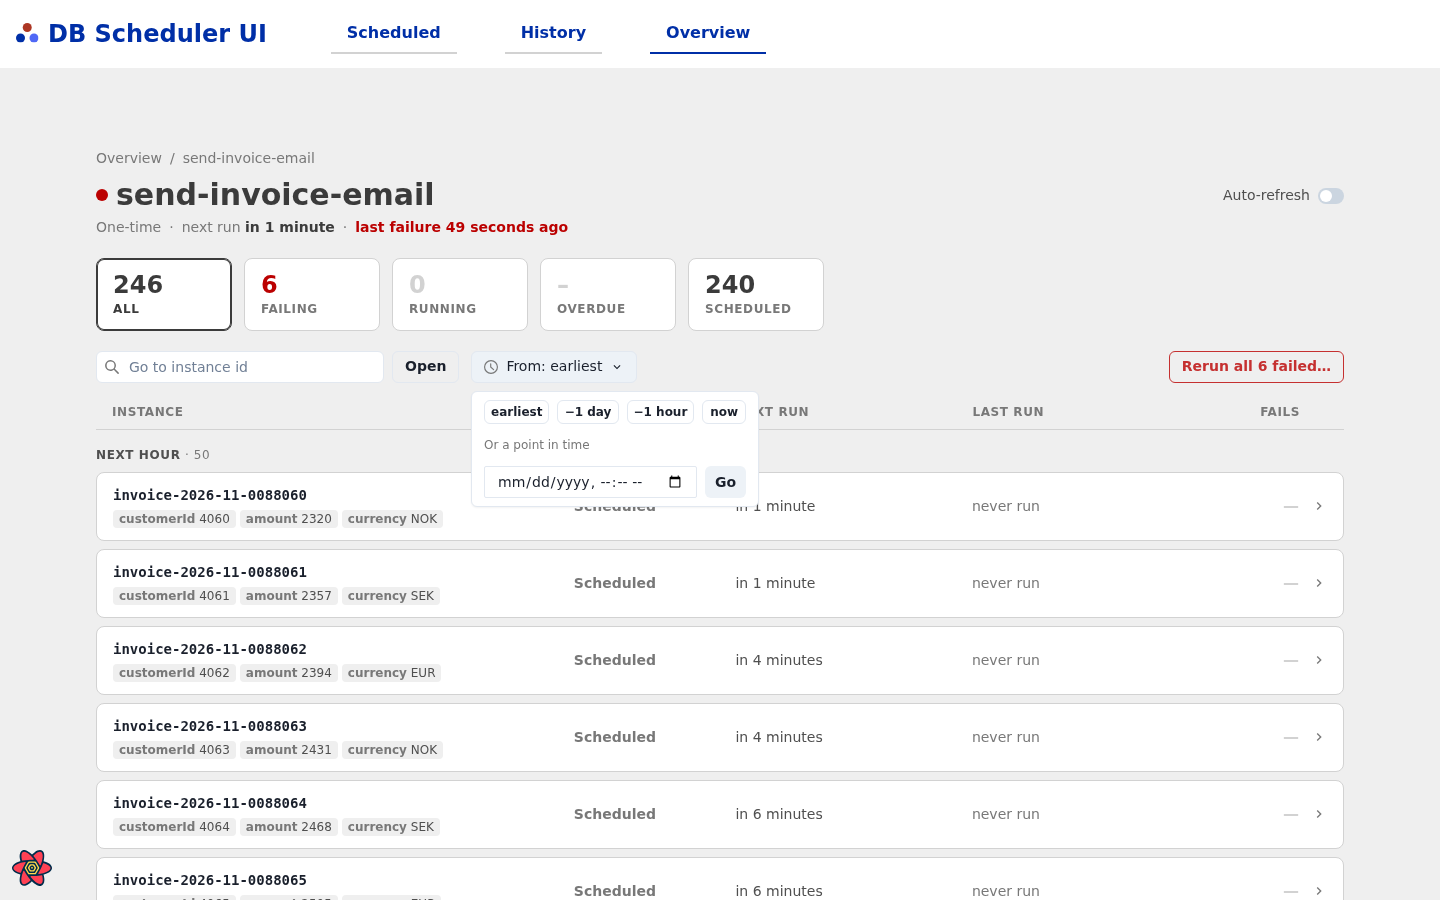 DB Scheduler UI
Scheduled
History
Overview
Overview / send-invoice-email
send-invoice-email
Auto-refresh
One-time · next run in 1 minute · last failure 49 seconds ago
246
ALL
6
FAILING
0
RUNNING
–
OVERDUE
240
SCHEDULED
Go to instance id
Open
From: earliest
Rerun all 6 failed...
earliest
−1 day
−1 hour
now
Or a point in time
mm/dd/yyyy, --:-- --
Go
INSTANCE
RUN
LAST RUN
FAILS
NEXT HOUR · 50
invoice-2026-11-0088060
customerId 4060 amount 2320 currency NOK
Scheduled
in 1 minute
never run
—
invoice-2026-11-0088061
customerId 4061 amount 2357 currency SEK
Scheduled
in 1 minute
never run
—
invoice-2026-11-0088062
customerId 4062 amount 2394 currency EUR
Scheduled
in 4 minutes
never run
—
invoice-2026-11-0088063
customerId 4063 amount 2431 currency NOK
Scheduled
in 4 minutes
never run
—
invoice-2026-11-0088064
customerId 4064 amount 2468 currency SEK
Scheduled
in 6 minutes
never run
—
invoice-2026-11-0088065
Scheduled
in 6 minutes
never run
—